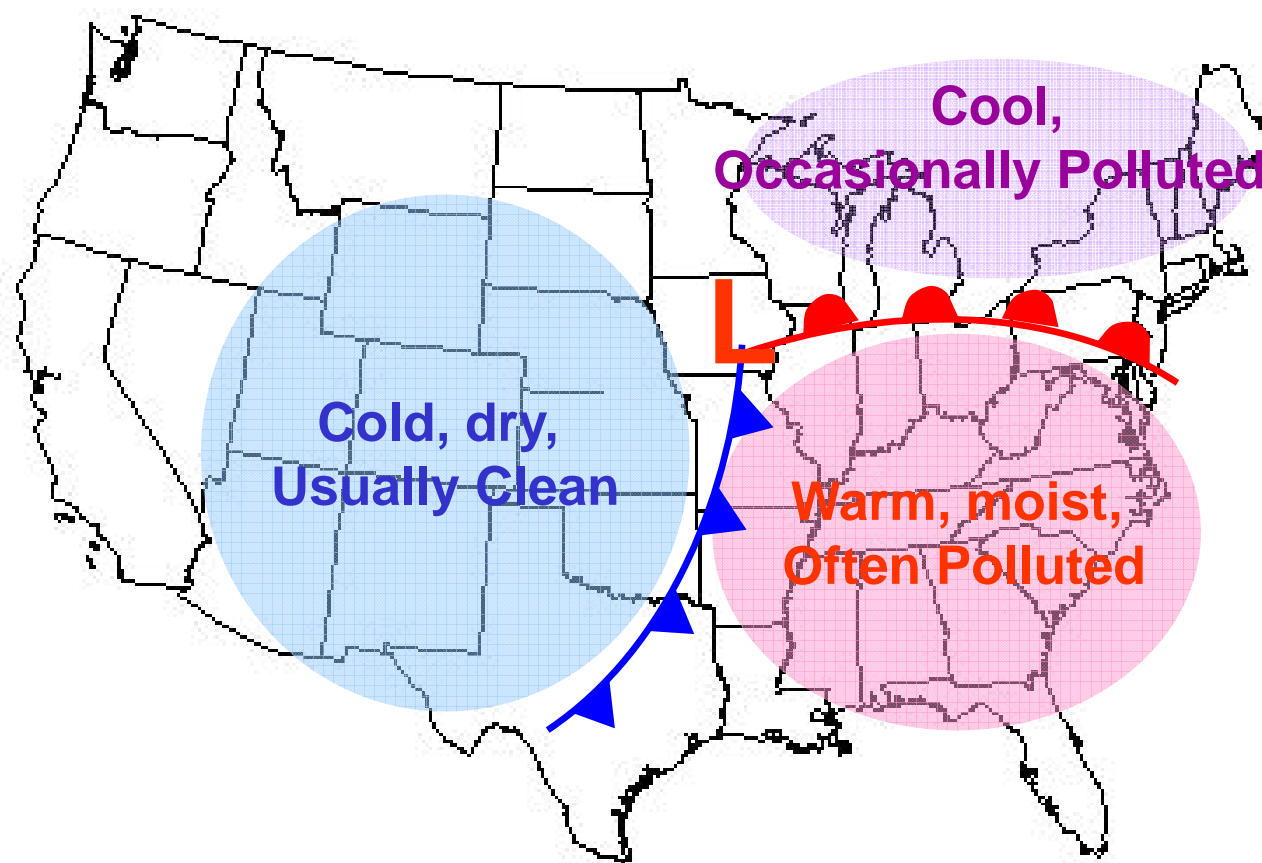 Cool,
Occasionally Polluted
L
Cold, dry,
Usually Clean
Warm, moist,
Often Polluted